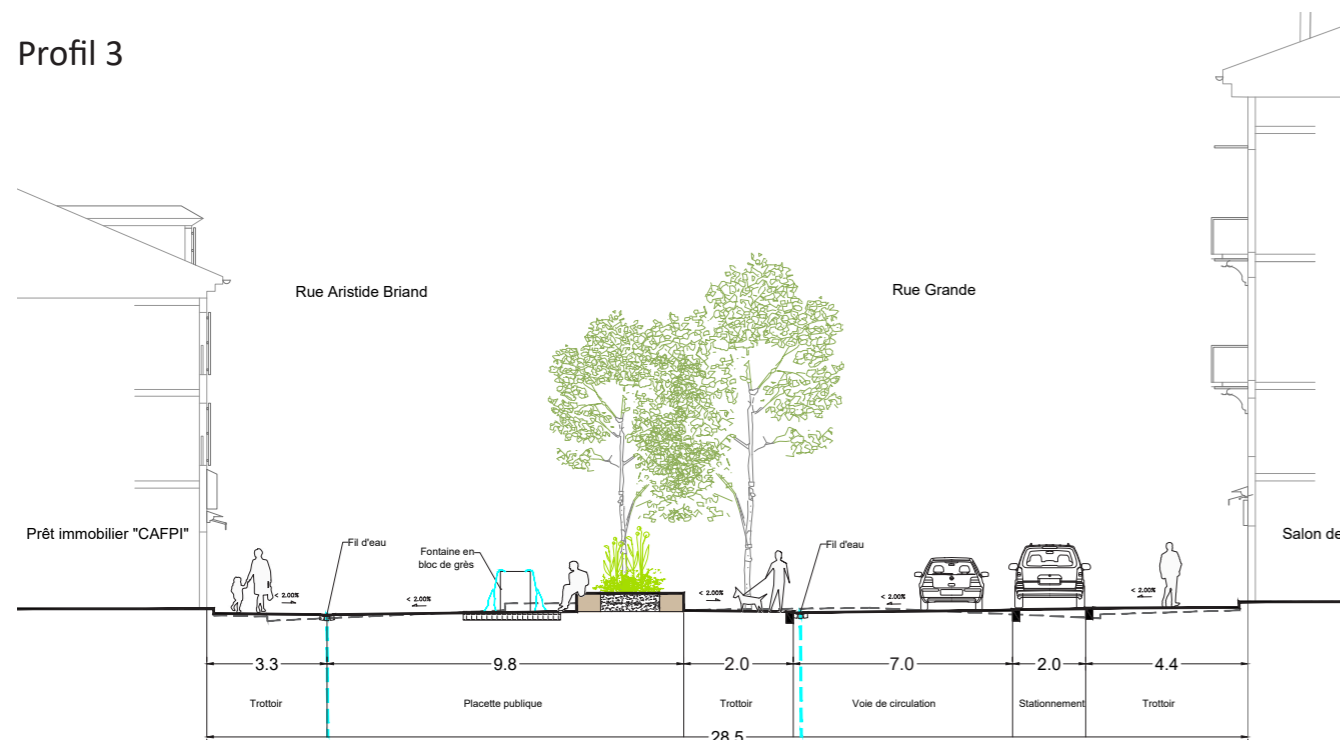 Profil 3
Rue Aristide Briand
Rue Grande
Prêt immobilier "CAFPI"
Fil d'eau
Fontaine en
bloc de grès
Fil d'eau
Salon de
< 2.00%
< 2.00%
< 2.00%
< 2.00%
< 2.00%
3.3
9.8
2.0
7.0
2.0
4.4
Trottoir
Placette publique
Trottoir
Voie de circulation
Stationnement
Trottoir
28.5